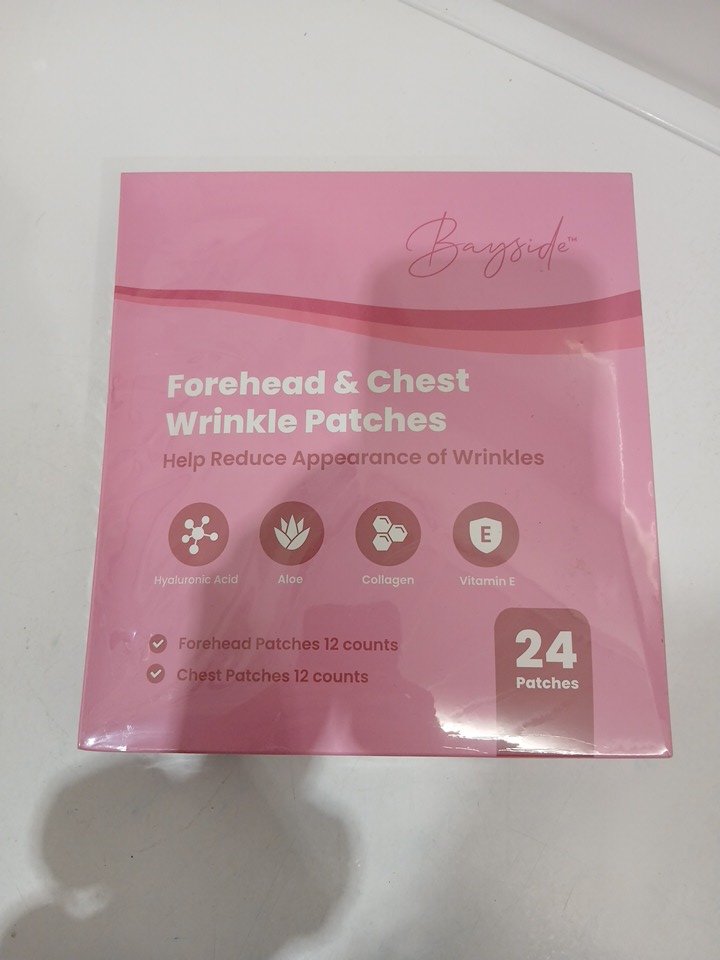 Bayside™
Forehead & Chest
Wrinkle Patches
Help Reduce Appearance of Wrinkles
E
Hyaluronic Acid Aloe Collagen Vitamin E
Forehead Patches 12 counts
Chest Patches 12 counts
24
Patches